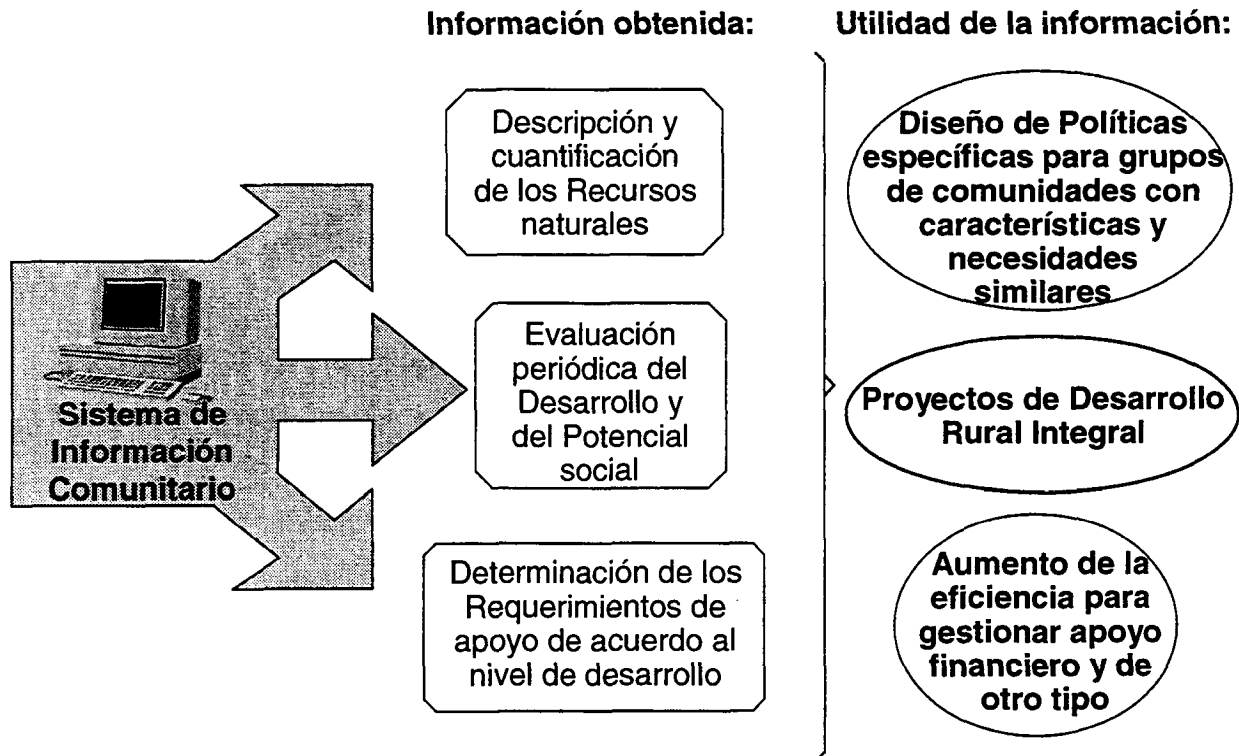 Información obtenida:
Utilidad de la información:
Sistema de
Información
Comunitario
Descripción y
cuantificación
de los Recursos
naturales
Evaluación
periódica del
Desarrollo y
del Potencial
social
Determinación de los
Requerimientos de
apoyo de acuerdo al
nivel de desarrollo
Diseño de Políticas
específicas para grupos
de comunidades con
características y
necesidades
similares
Proyectos de Desarrollo
Rural Integral
Aumento de la
eficiencia para
gestionar apoyo
financiero y de
otro tipo